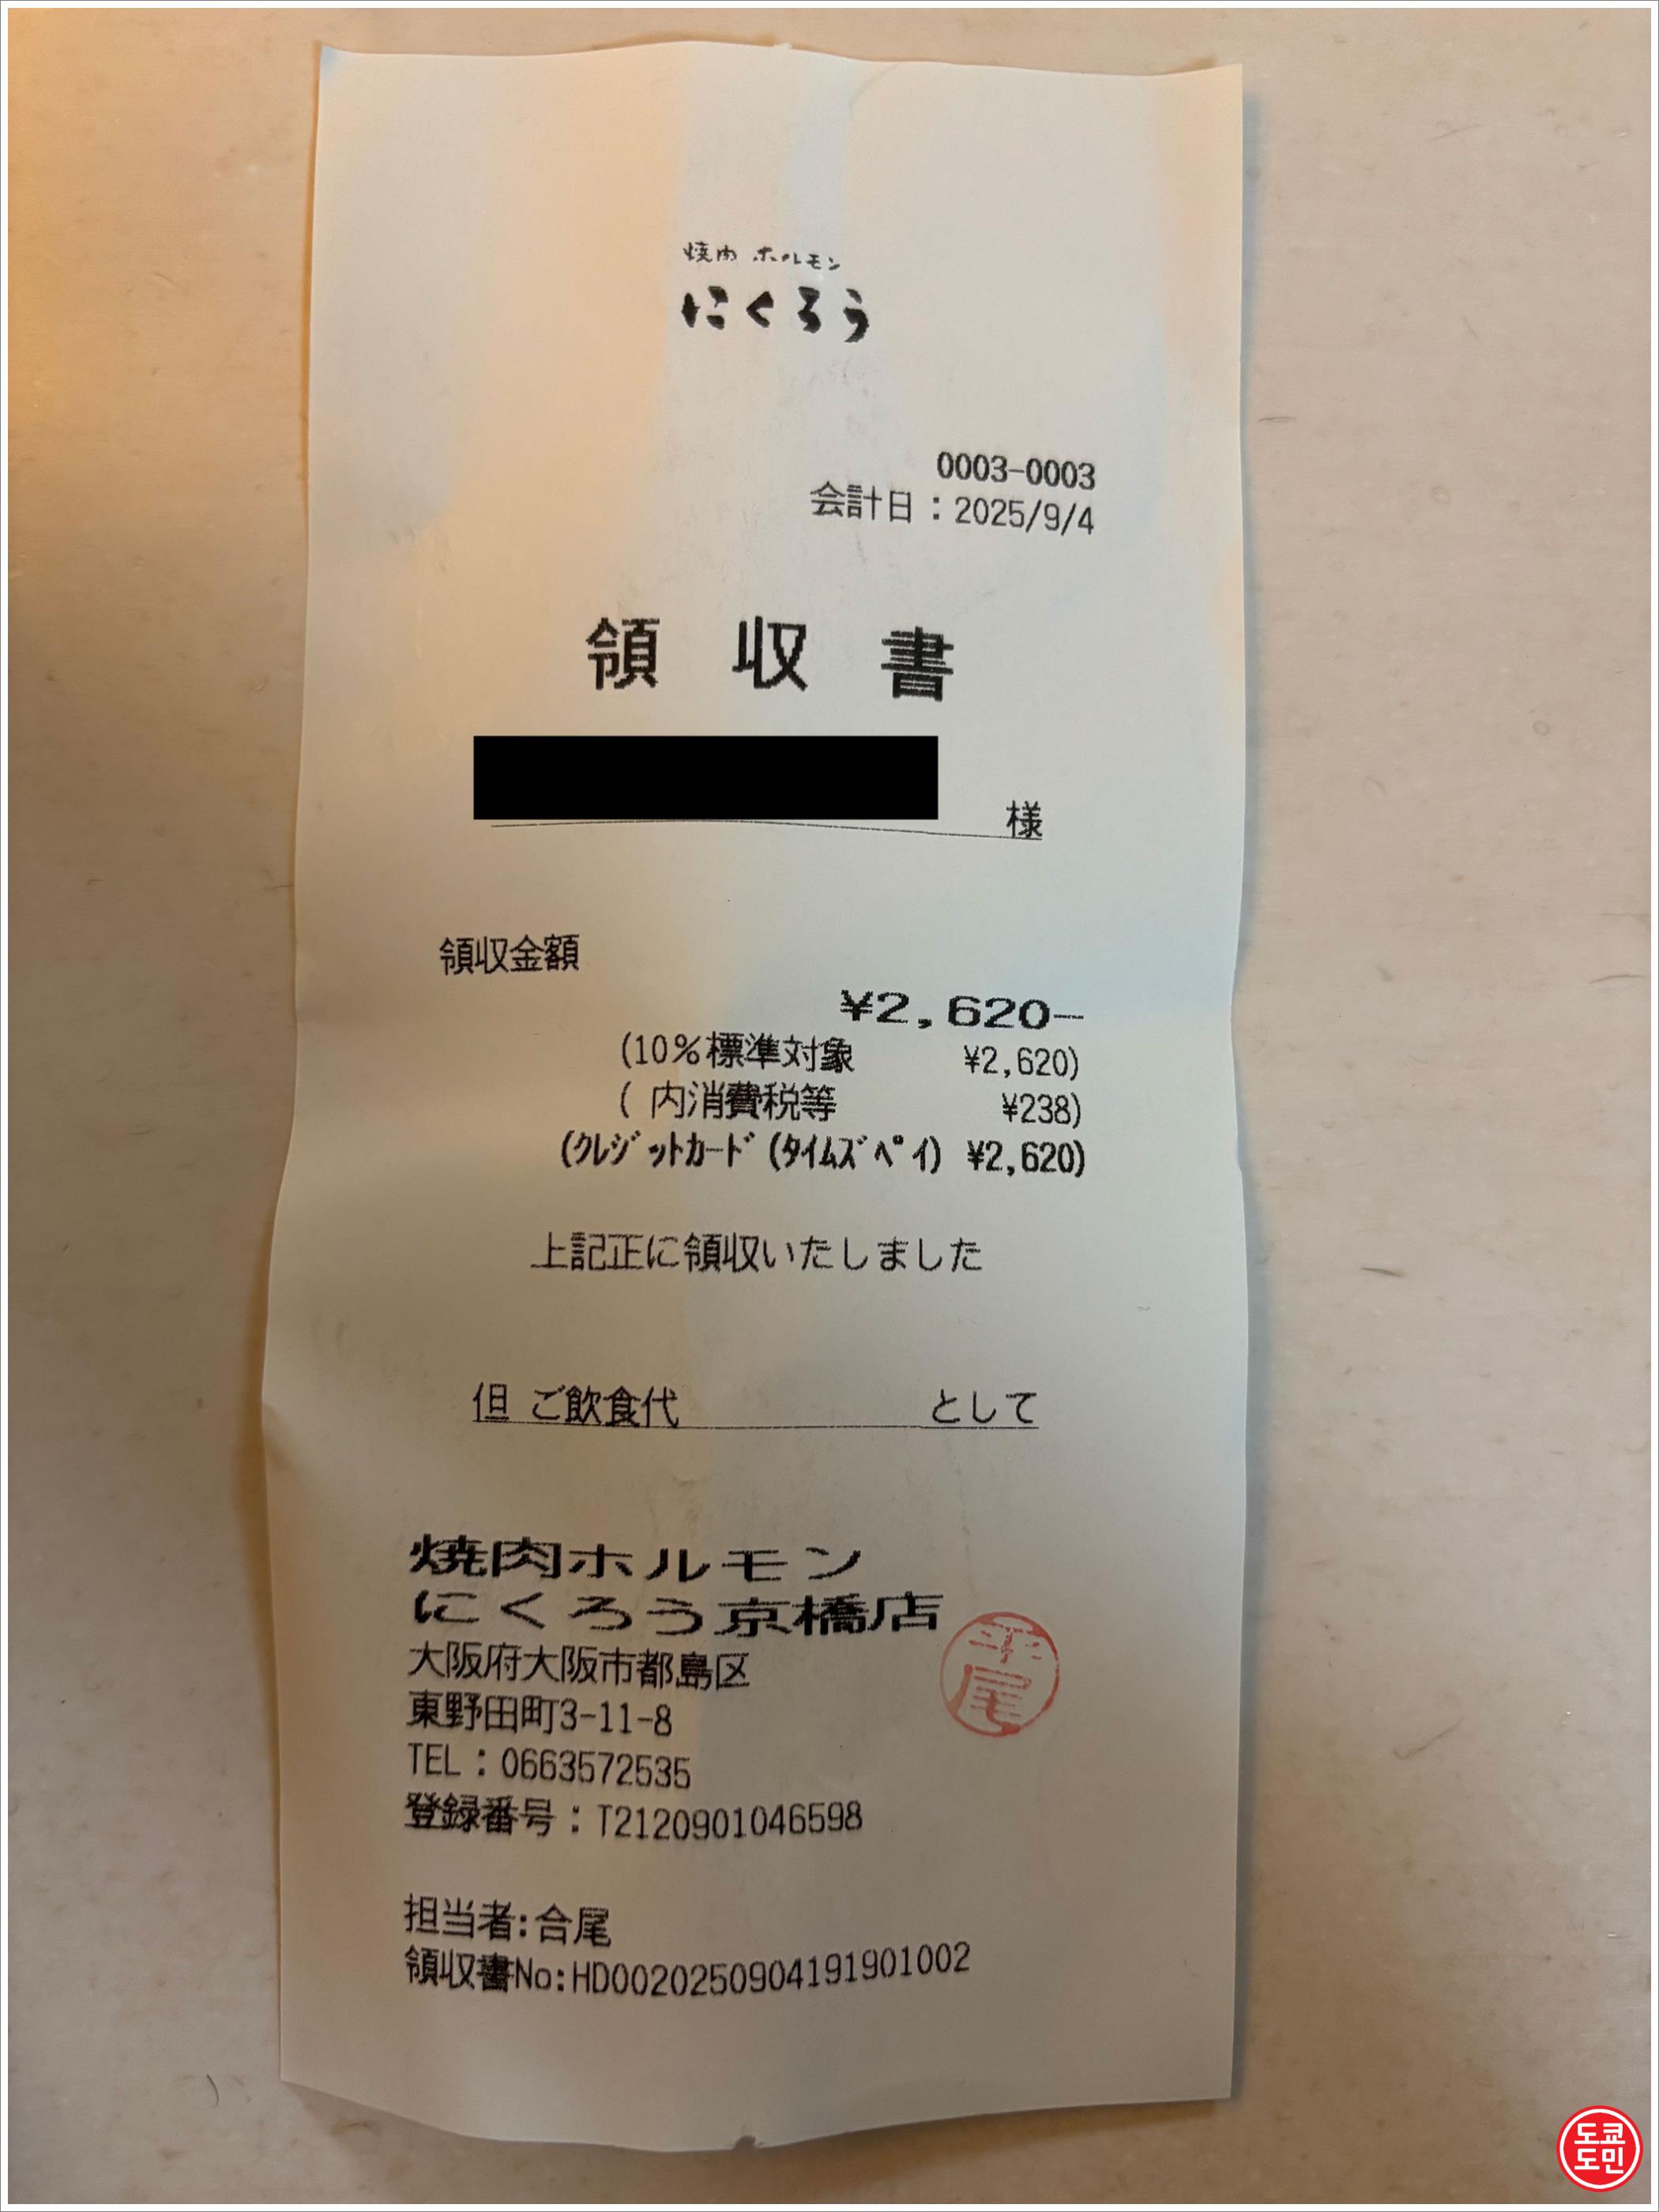 焼肉 ホルモン
にくろう
0003-0003
会計日：2025/9/4
領 収 書
様
領収金額
¥2,620−
(10%標準対象 ¥2,620)
( 内消費税等 ¥238)
(ｸﾚｼﾞｯﾄｶｰﾄﾞ(ﾀｲﾑｽﾞﾍﾟｲ) ¥2,620)
上記正に領収いたしました
但 ご飲食代 として
焼肉ホルモン
にくろう京橋店
大阪府大阪市都島区
東野田町3-11-8
TEL：0663572535
登録番号：T2120901046598
平尾
担当者:合尾
領収書No:HD0020250904191901002
도쿄
도민